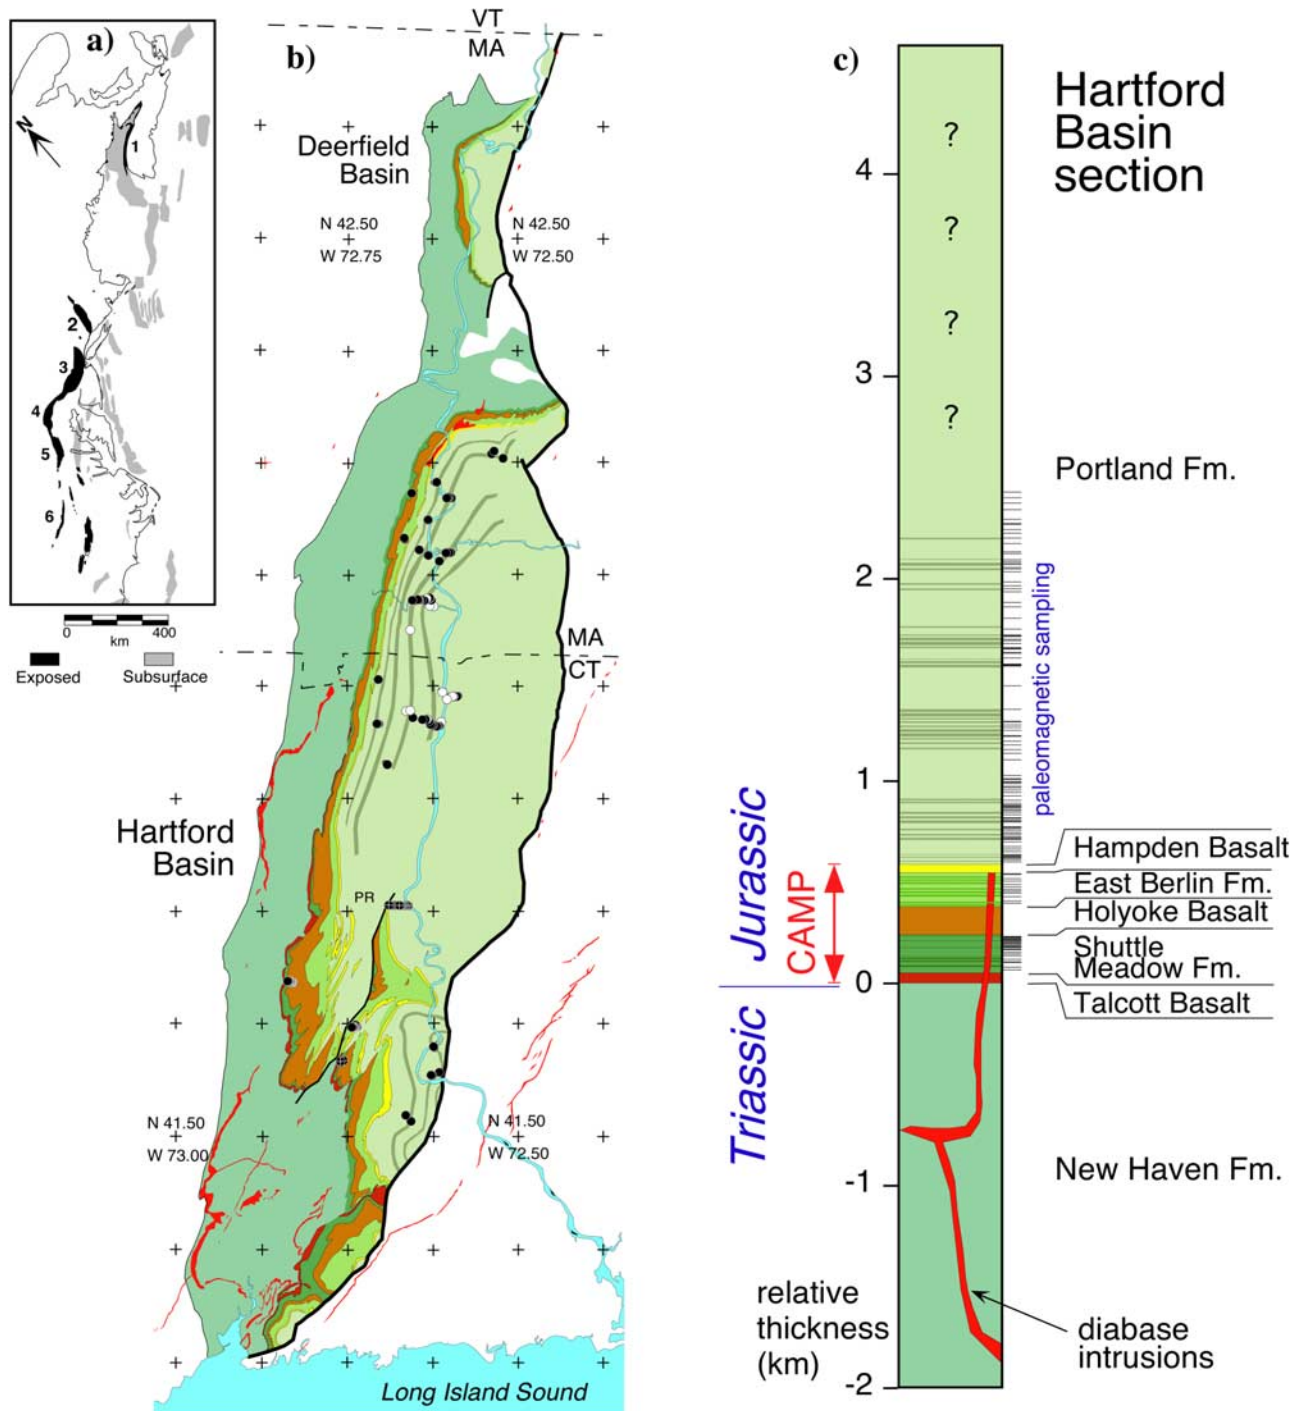 a)
N
1
2
3
4
5
6
0
400
km
Exposed
Subsurface
b)
VT
MA
Deerfield
Basin
N 42.50
W 72.75
N 42.50
W 72.50
MA
CT
Hartford
Basin
PR
N 41.50
W 73.00
N 41.50
W 72.50
Long Island Sound
c)
Hartford
Basin
section
?
?
?
?
4
3
2
1
0
-1
-2
Portland Fm.
paleomagnetic sampling
Hampden Basalt
East Berlin Fm.
Holyoke Basalt
Shuttle
Meadow Fm.
Talcott Basalt
Jurassic
CAMP
Triassic
New Haven Fm.
relative
thickness
(km)
diabase
intrusions